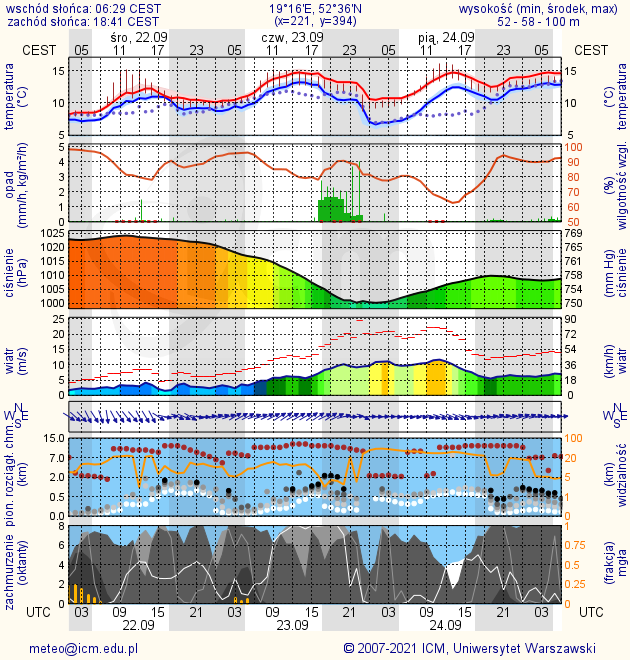 wschód słońca: 06:29 CEST 19°16'E, 52°36'N wysokość (min, środek, max)
zachód słońca: 18:41 CEST (x=221, y=394) 52 - 58 - 100 m
śro, 22.09 czw, 23.09 pią, 24.09
CEST 05 11 17 23 05 11 17 23 05 11 17 23 05 CEST
temperatura
(°C)
15 15
10 10
5 5
temperatura
(°C)
opad
(mm/h, kg/m²/h)
5 100
4 90
3 80
2 70
1 60
0 50
(%)
wilgotność wzgl.
ciśnienie
(hPa)
1025 769
1020 765
1015 761
1010 758
1005 754
1000 750
(mm Hg)
ciśnienie
wiatr
(m/s)
25 90
20 72
15 54
10 36
5 18
0 0
(km/h)
wiatr
N
W E
S
N
W E
S
pion. rozciągł. chm.
(km)
15.0 100
7.0 20
2.0 5
0.5 1
0.0 0
(km)
widzialność
zachmurzenie
(oktanty)
8 1
6 0.75
4 0.5
2 0.25
0 0
(frakcja)
mgła
UTC 03 09 15 21 03 09 15 21 03 09 15 21 03 UTC
22.09 23.09 24.09
meteo@icm.edu.pl © 2007-2021 ICM, Uniwersytet Warszawski